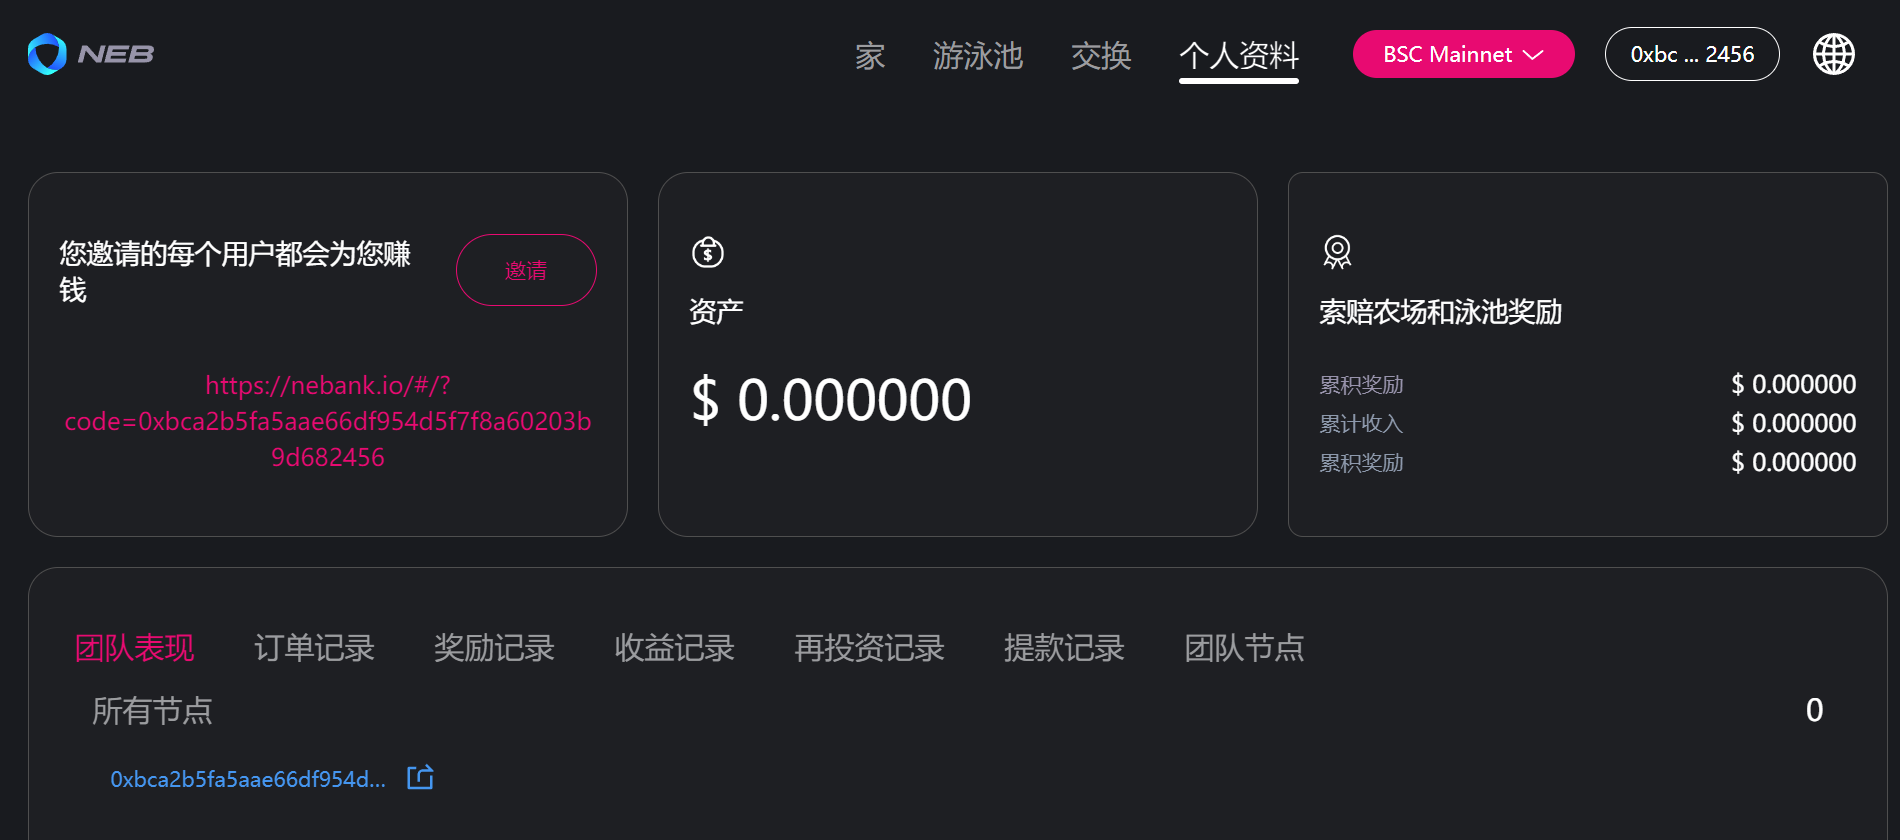 NEB
家 游泳池 交换 个人资料 BSC Mainnet 0xbc ... 2456
您邀请的每个用户都会为您赚
钱
邀请
https://nebank.io/#/?
code=0xbca2b5fa5aae66df954d5f7f8a60203b
9d682456
资产
$ 0.000000
索赔农场和泳池奖励
累积奖励 $ 0.000000
累计收入 $ 0.000000
累积奖励 $ 0.000000
团队表现 订单记录 奖励记录 收益记录 再投资记录 提款记录 团队节点
所有节点 0
0xbca2b5fa5aae66df954d...